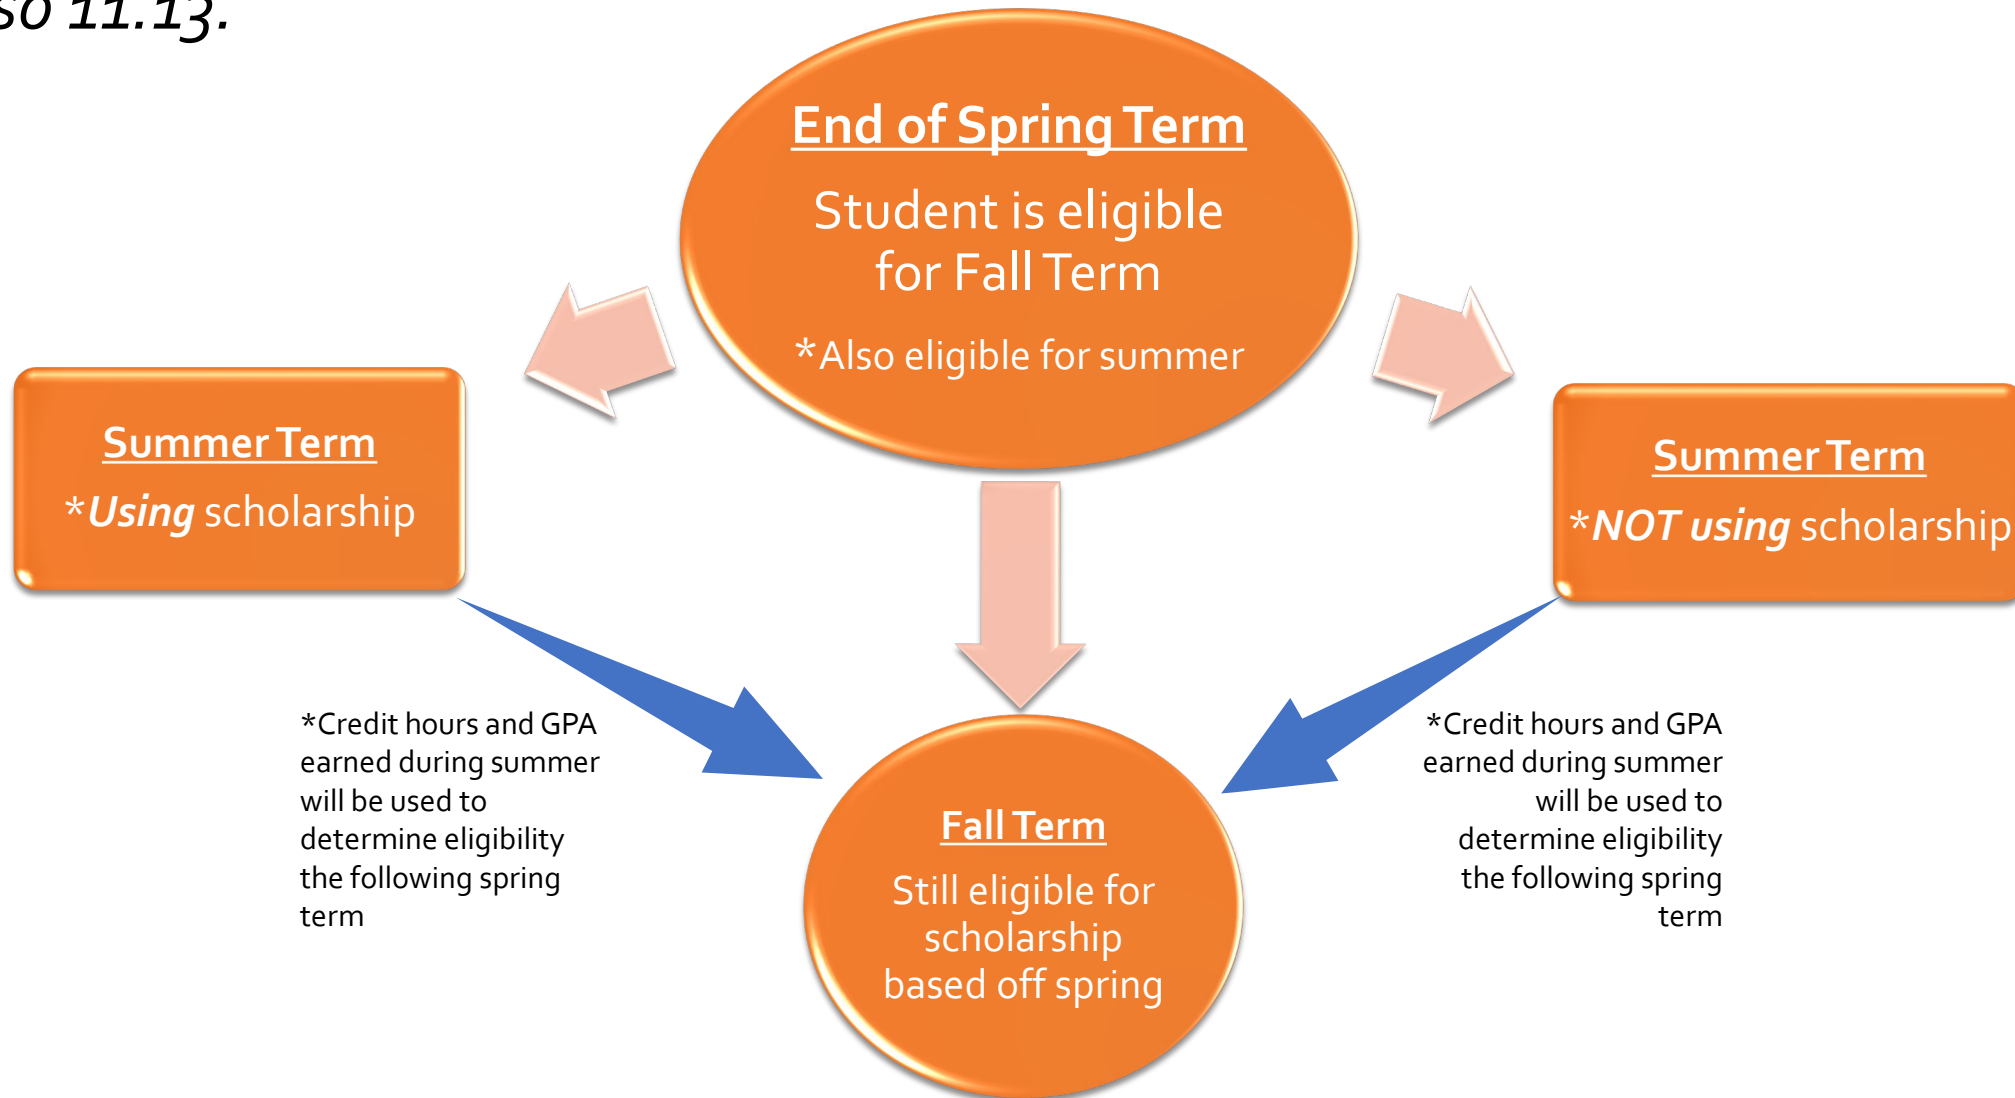 so 11.13.
End of Spring Term
Student is eligible
for Fall Term
*Also eligible for summer
Summer Term
*Using scholarship
Summer Term
*NOT using scholarship
*Credit hours and GPA
earned during summer
will be used to
determine eligibility
the following spring
term
*Credit hours and GPA
earned during summer
will be used to
determine eligibility
the following spring
term
Fall Term
Still eligible for
scholarship
based off spring